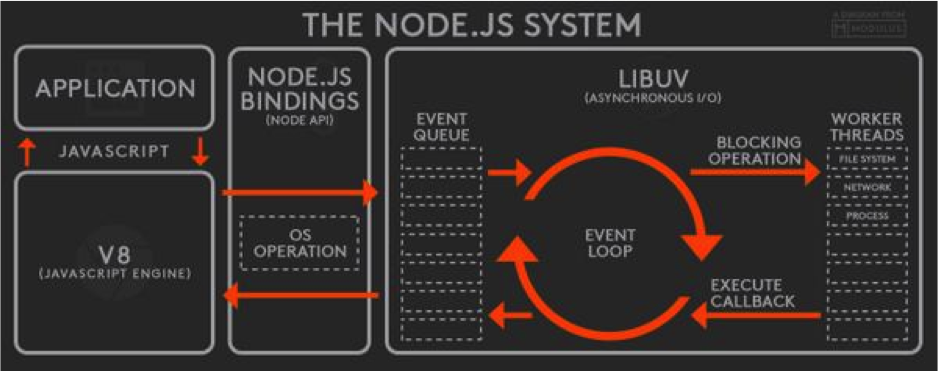 THE NODE.JS SYSTEM
A DIAGRAM FROM
MODULUS
APPLICATION
JAVASCRIPT
V8
(JAVASCRIPT ENGINE)
NODE.JS
BINDINGS
(NODE API)
OS
OPERATION
LIBUV
(ASYNCHRONOUS I/O)
EVENT
QUEUE
EVENT
LOOP
BLOCKING
OPERATION
EXECUTE
CALLBACK
WORKER
THREADS
FILE SYSTEM
NETWORK
PROCESS